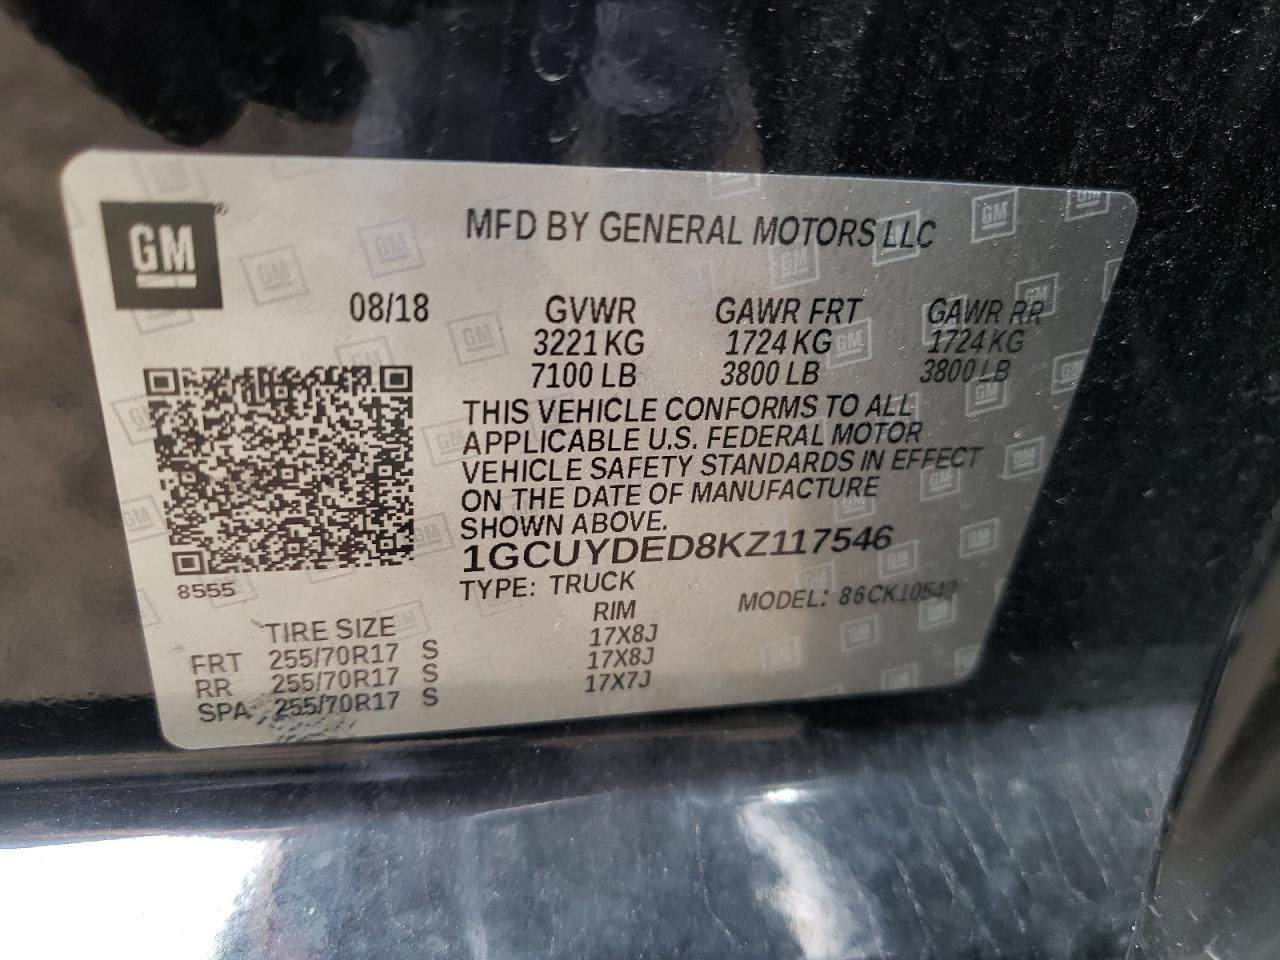 GM
MFD BY GENERAL MOTORS LLC
08/18 GVWR GAWR FRT GAWR RR
3221 KG 1724 KG 1724 KG
7100 LB 3800 LB 3800 LB
THIS VEHICLE CONFORMS TO ALL
APPLICABLE U.S. FEDERAL MOTOR
VEHICLE SAFETY STANDARDS IN EFFECT
ON THE DATE OF MANUFACTURE
SHOWN ABOVE.
1GCUYDED8KZ117546
8555
TYPE: TRUCK MODEL: 86CK10543
TIRE SIZE RIM
FRT 255/70R17 S 17X8J
RR 255/70R17 S 17X8J
SPA 255/70R17 S 17X7J